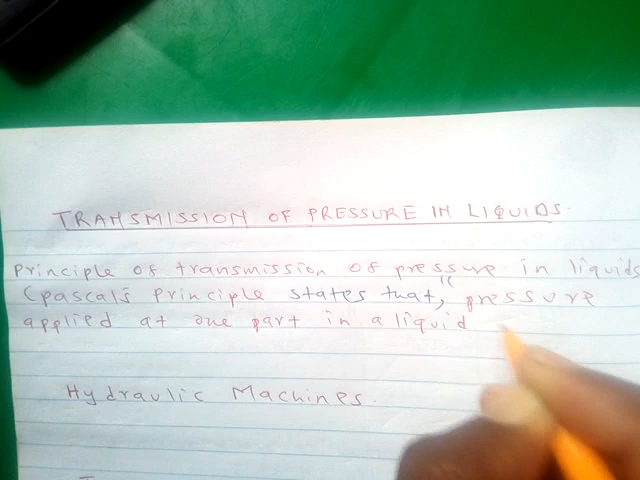 TRANSMISSION OF PRESSURE IN LIQUIDS.
Principle of transmission of pressure in liquids
(pascal's principle states that, "pressure
applied at one part in a liquid
Hydraulic Machines.